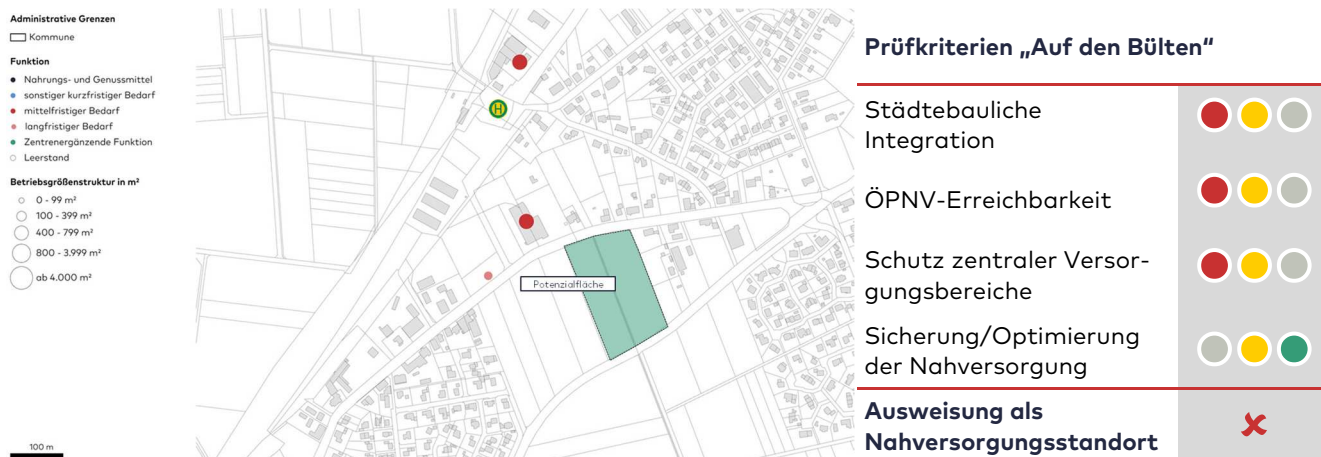 Administrative Grenzen
Kommune
Funktion
Nahrungs- und Genussmittel
sonstiger kurzfristiger Bedarf
mittelfristiger Bedarf
langfristiger Bedarf
Zentrenergänzende Funktion
Leerstand
Betriebsgrößenstruktur in m²
0 - 99 m²
100 - 399 m²
400 - 799 m²
800 - 3.999 m²
ab 4.000 m²
100 m
H
Potenzialfläche
Prüfkriterien „Auf den Bülten“
Städtebauliche
Integration
ÖPNV-Erreichbarkeit
Schutz zentraler Versor-
gungsbereiche
Sicherung/Optimierung
der Nahversorgung
Ausweisung als
Nahversorgungsstandort